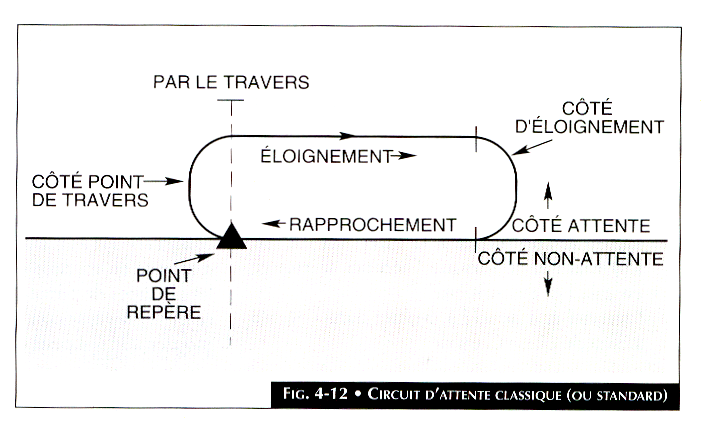 PAR LE TRAVERS
CÔTÉ
D'ÉLOIGNEMENT
ÉLOIGNEMENT
CÔTÉ POINT
DE TRAVERS
RAPPROCHEMENT
CÔTÉ ATTENTE
CÔTÉ NON-ATTENTE
POINT
DE
REPÈRE
FIG. 4-12 • CIRCUIT D'ATTENTE CLASSIQUE (OU STANDARD)